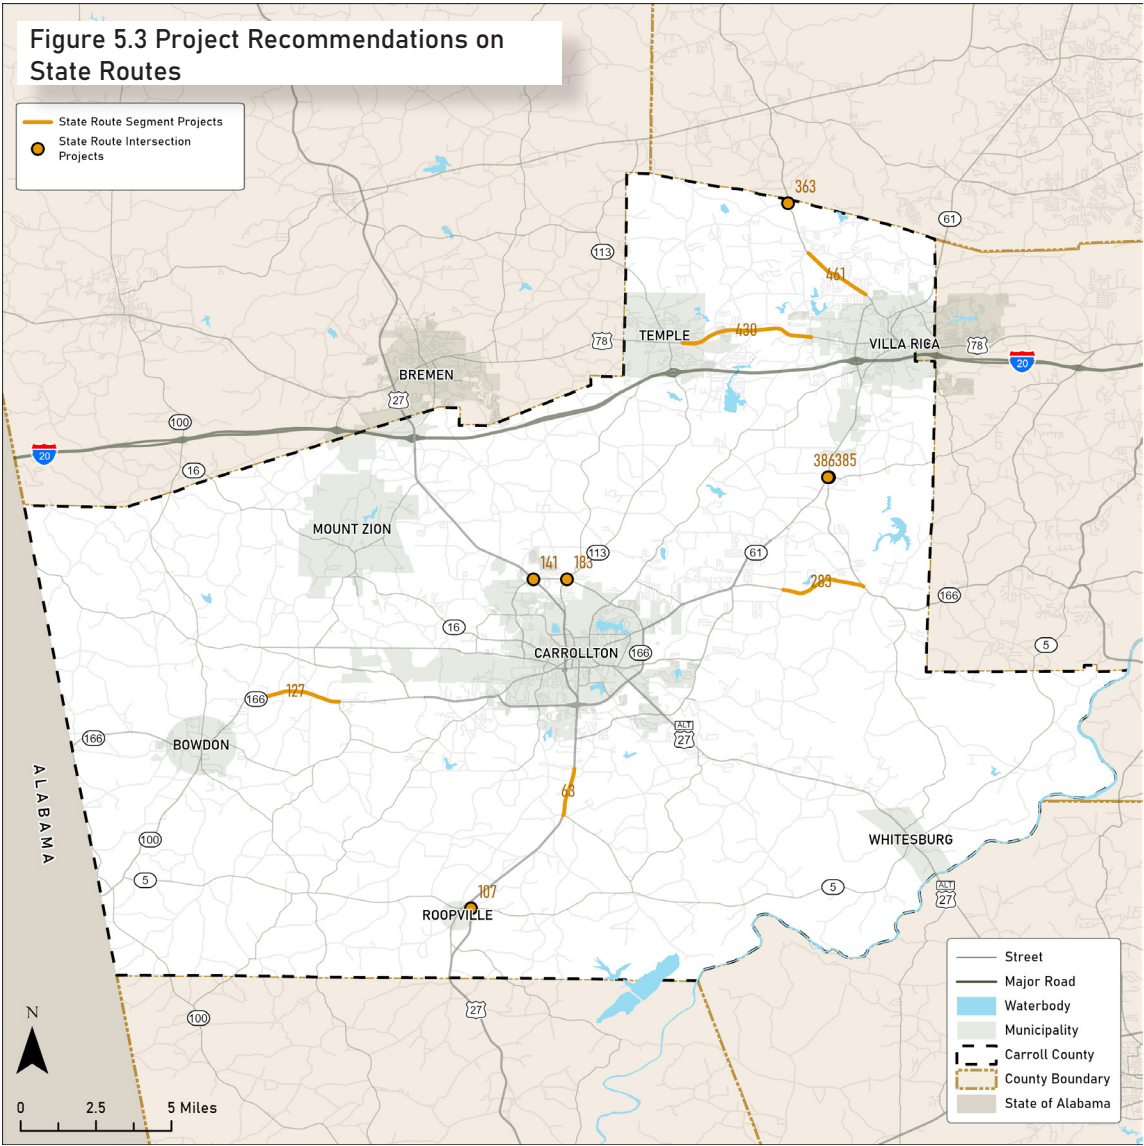 Figure 5.3 Project Recommendations on
State Routes
State Route Segment Projects
State Route Intersection
Projects
363
61
113
461
TEMPLE
430
78
VILLA RICA
78
BREMEN
20
27
100
20
16
386385
MOUNT ZION
141
183
113
61
283
166
16
CARROLLTON
166
5
127
166
166
BOWDON
ALT
27
ALABAMA
63
100
WHITESBURG
5
107
5
ALT
27
ROOPVILLE
27
100
N
0 2.5 5 Miles
Street
Major Road
Waterbody
Municipality
Carroll County
County Boundary
State of Alabama